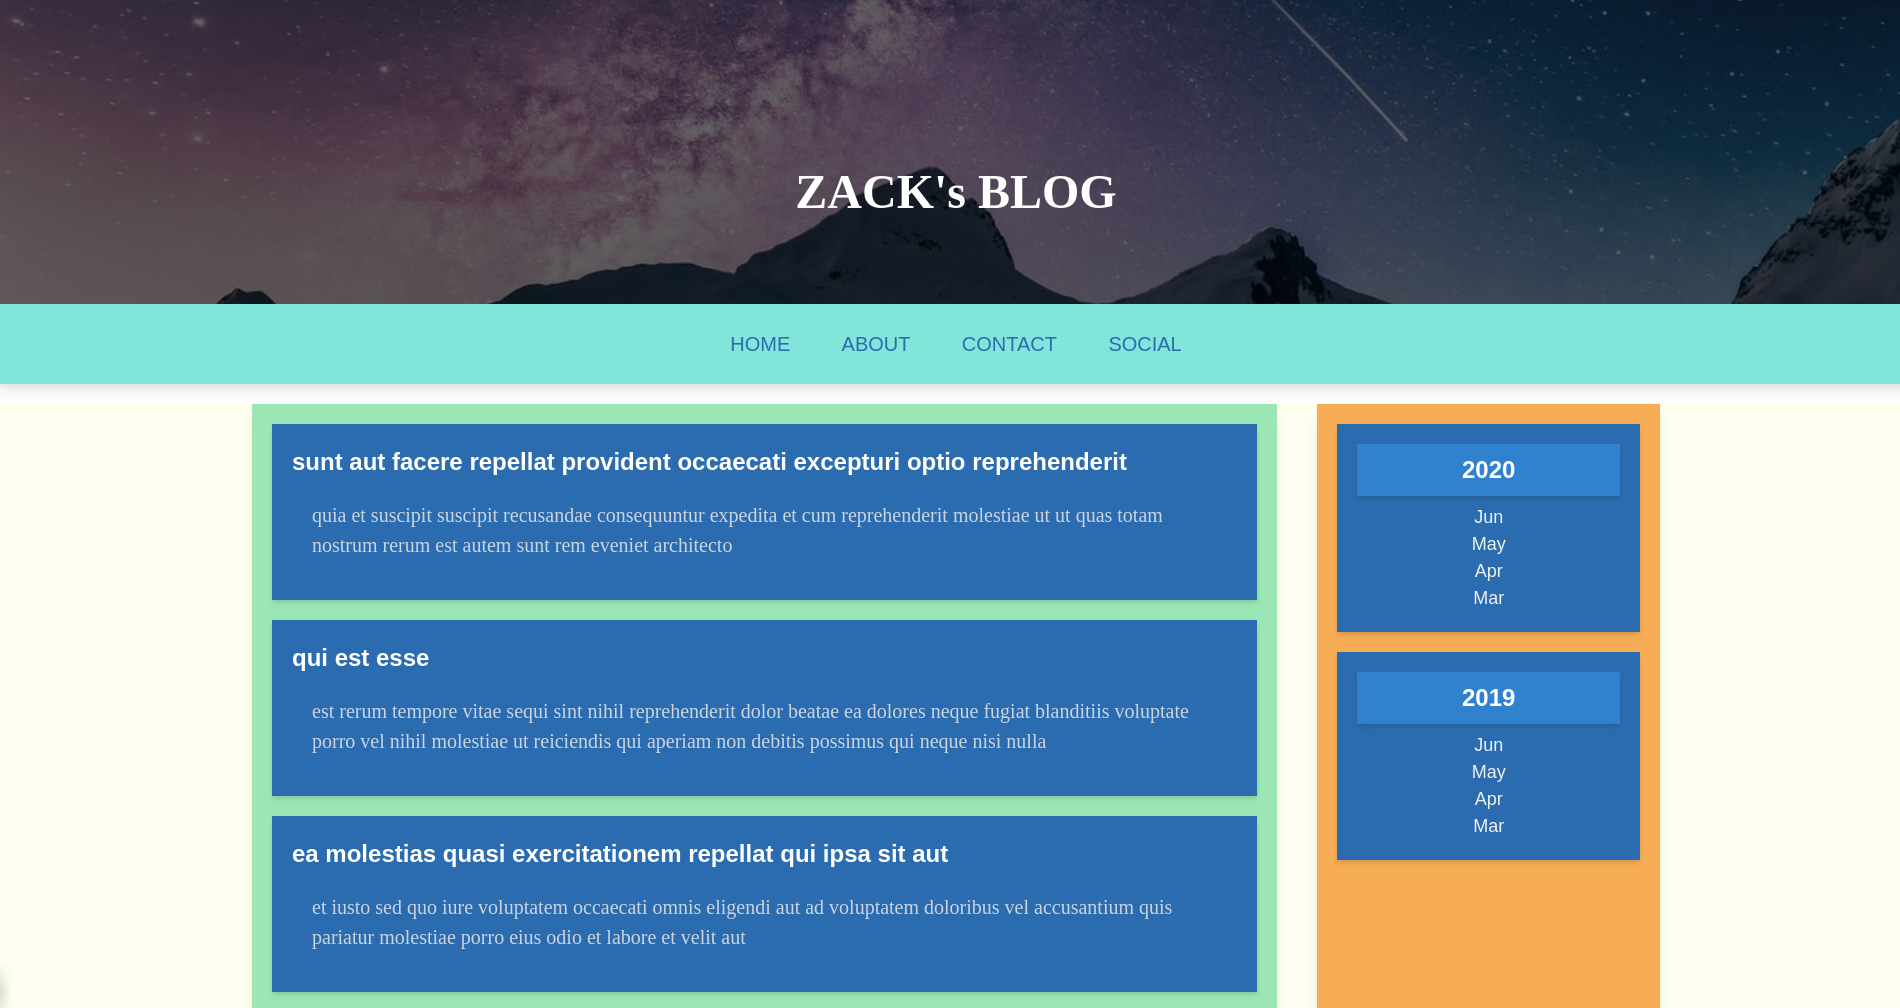 ZACK's BLOG
HOME ABOUT CONTACT SOCIAL
sunt aut facere repellat provident occaecati excepturi optio reprehenderit
quia et suscipit suscipit recusandae consequuntur expedita et cum reprehenderit molestiae ut ut quas totam
nostrum rerum est autem sunt rem eveniet architecto
qui est esse
est rerum tempore vitae sequi sint nihil reprehenderit dolor beatae ea dolores neque fugiat blanditiis voluptate
porro vel nihil molestiae ut reiciendis qui aperiam non debitis possimus qui neque nisi nulla
ea molestias quasi exercitationem repellat qui ipsa sit aut
et iusto sed quo iure voluptatem occaecati omnis eligendi aut ad voluptatem doloribus vel accusantium quis
pariatur molestiae porro eius odio et labore et velit aut
2020
Jun
May
Apr
Mar
2019
Jun
May
Apr
Mar